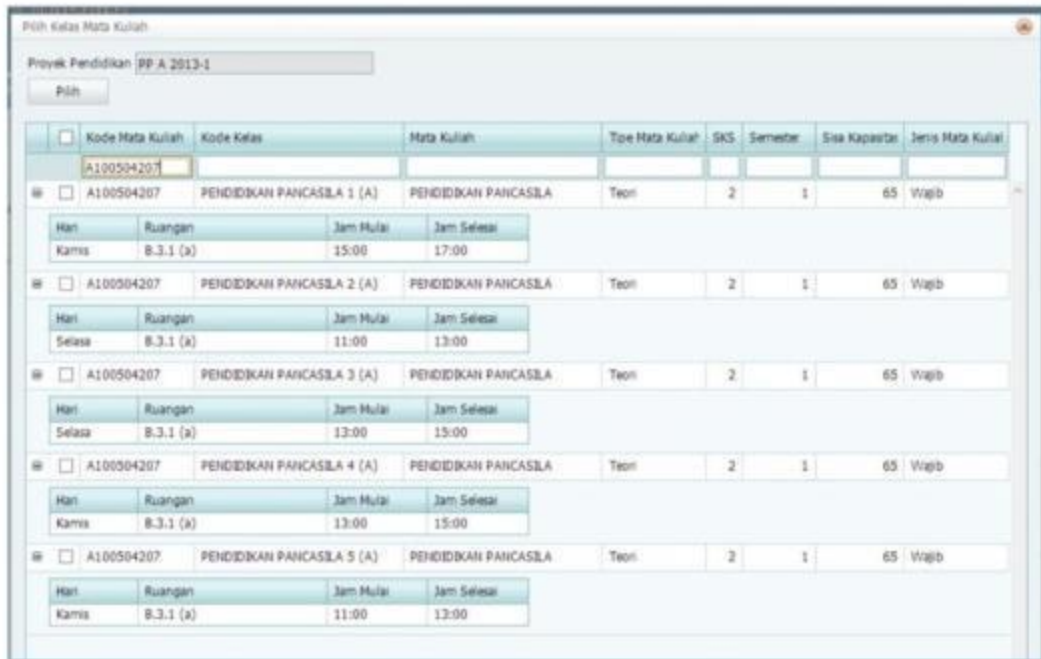 Pilih Kelas Mata Kuliah
Proyek Pendidikan PP A 2013-1
Pilih
Kode Mata Kuliah Kode Kelas Mata Kuliah Tipe Mata Kuliah SKS Semester Sisa Kapasitas Jenis Mata Kuliah
A100504207
A100504207 PENDIDIKAN PANCASILA 1 (A) PENDIDIKAN PANCASILA Teori 2 1 65 Wajib
Hari Ruangan Jam Mulai Jam Selesai
Kamis B.3.1 (a) 15:00 17:00
A100504207 PENDIDIKAN PANCASILA 2 (A) PENDIDIKAN PANCASILA Teori 2 1 65 Wajib
Hari Ruangan Jam Mulai Jam Selesai
Selasa B.3.1 (a) 11:00 13:00
A100504207 PENDIDIKAN PANCASILA 3 (A) PENDIDIKAN PANCASILA Teori 2 1 65 Wajib
Hari Ruangan Jam Mulai Jam Selesai
Selasa B.3.1 (a) 13:00 15:00
A100504207 PENDIDIKAN PANCASILA 4 (A) PENDIDIKAN PANCASILA Teori 2 1 65 Wajib
Hari Ruangan Jam Mulai Jam Selesai
Kamis B.3.1 (a) 13:00 15:00
A100504207 PENDIDIKAN PANCASILA 5 (A) PENDIDIKAN PANCASILA Teori 2 1 65 Wajib
Hari Ruangan Jam Mulai Jam Selesai
Kamis B.3.1 (a) 11:00 13:00